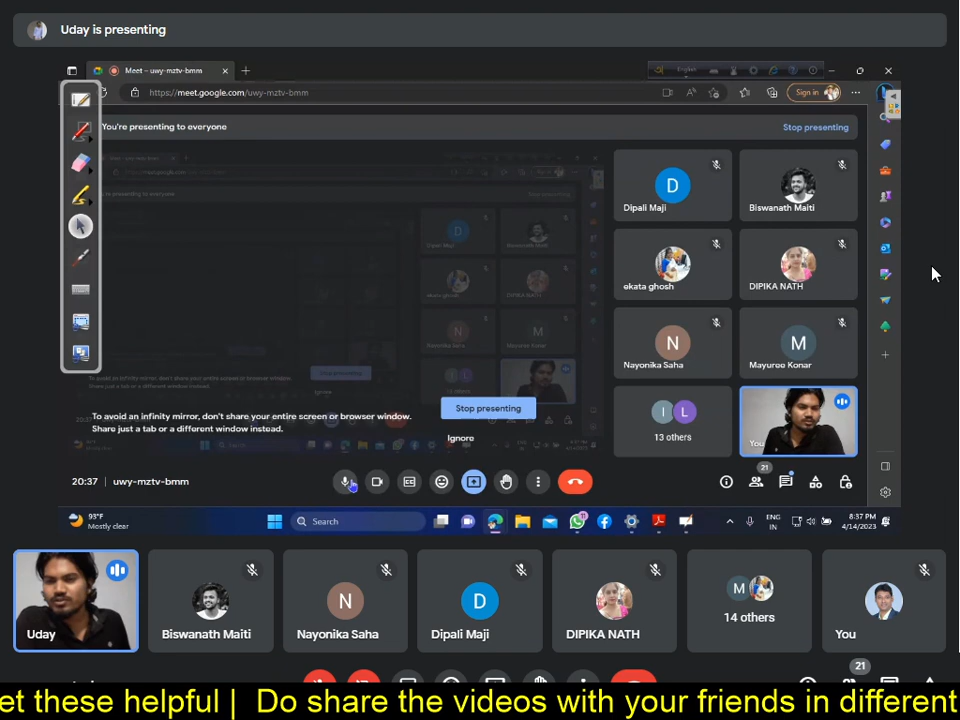 Uday is presenting
Meet – uwy-mztv-bmm
English
https://meet.google.com/uwy-mztv-bmm
Sign in
You're presenting to everyone
Stop presenting
Dipali Maji
Biswanath Maiti
ekata ghosh
DIPIKA NATH
N
Nayonika Saha
M
Mayuree Konar
D
I L
13 others
You
To avoid an infinity mirror, don't share your entire screen or browser window.
Share just a tab or a different window instead.
Stop presenting
Ignore
20:37 | uwy-mztv-bmm
21
93°F
Mostly clear
Search
ENG
IN
8:37 PM
4/14/2023
Uday
Biswanath Maiti
N
Nayonika Saha
D
Dipali Maji
DIPIKA NATH
M
14 others
You
21
et these helpful | Do share the videos with your friends in different